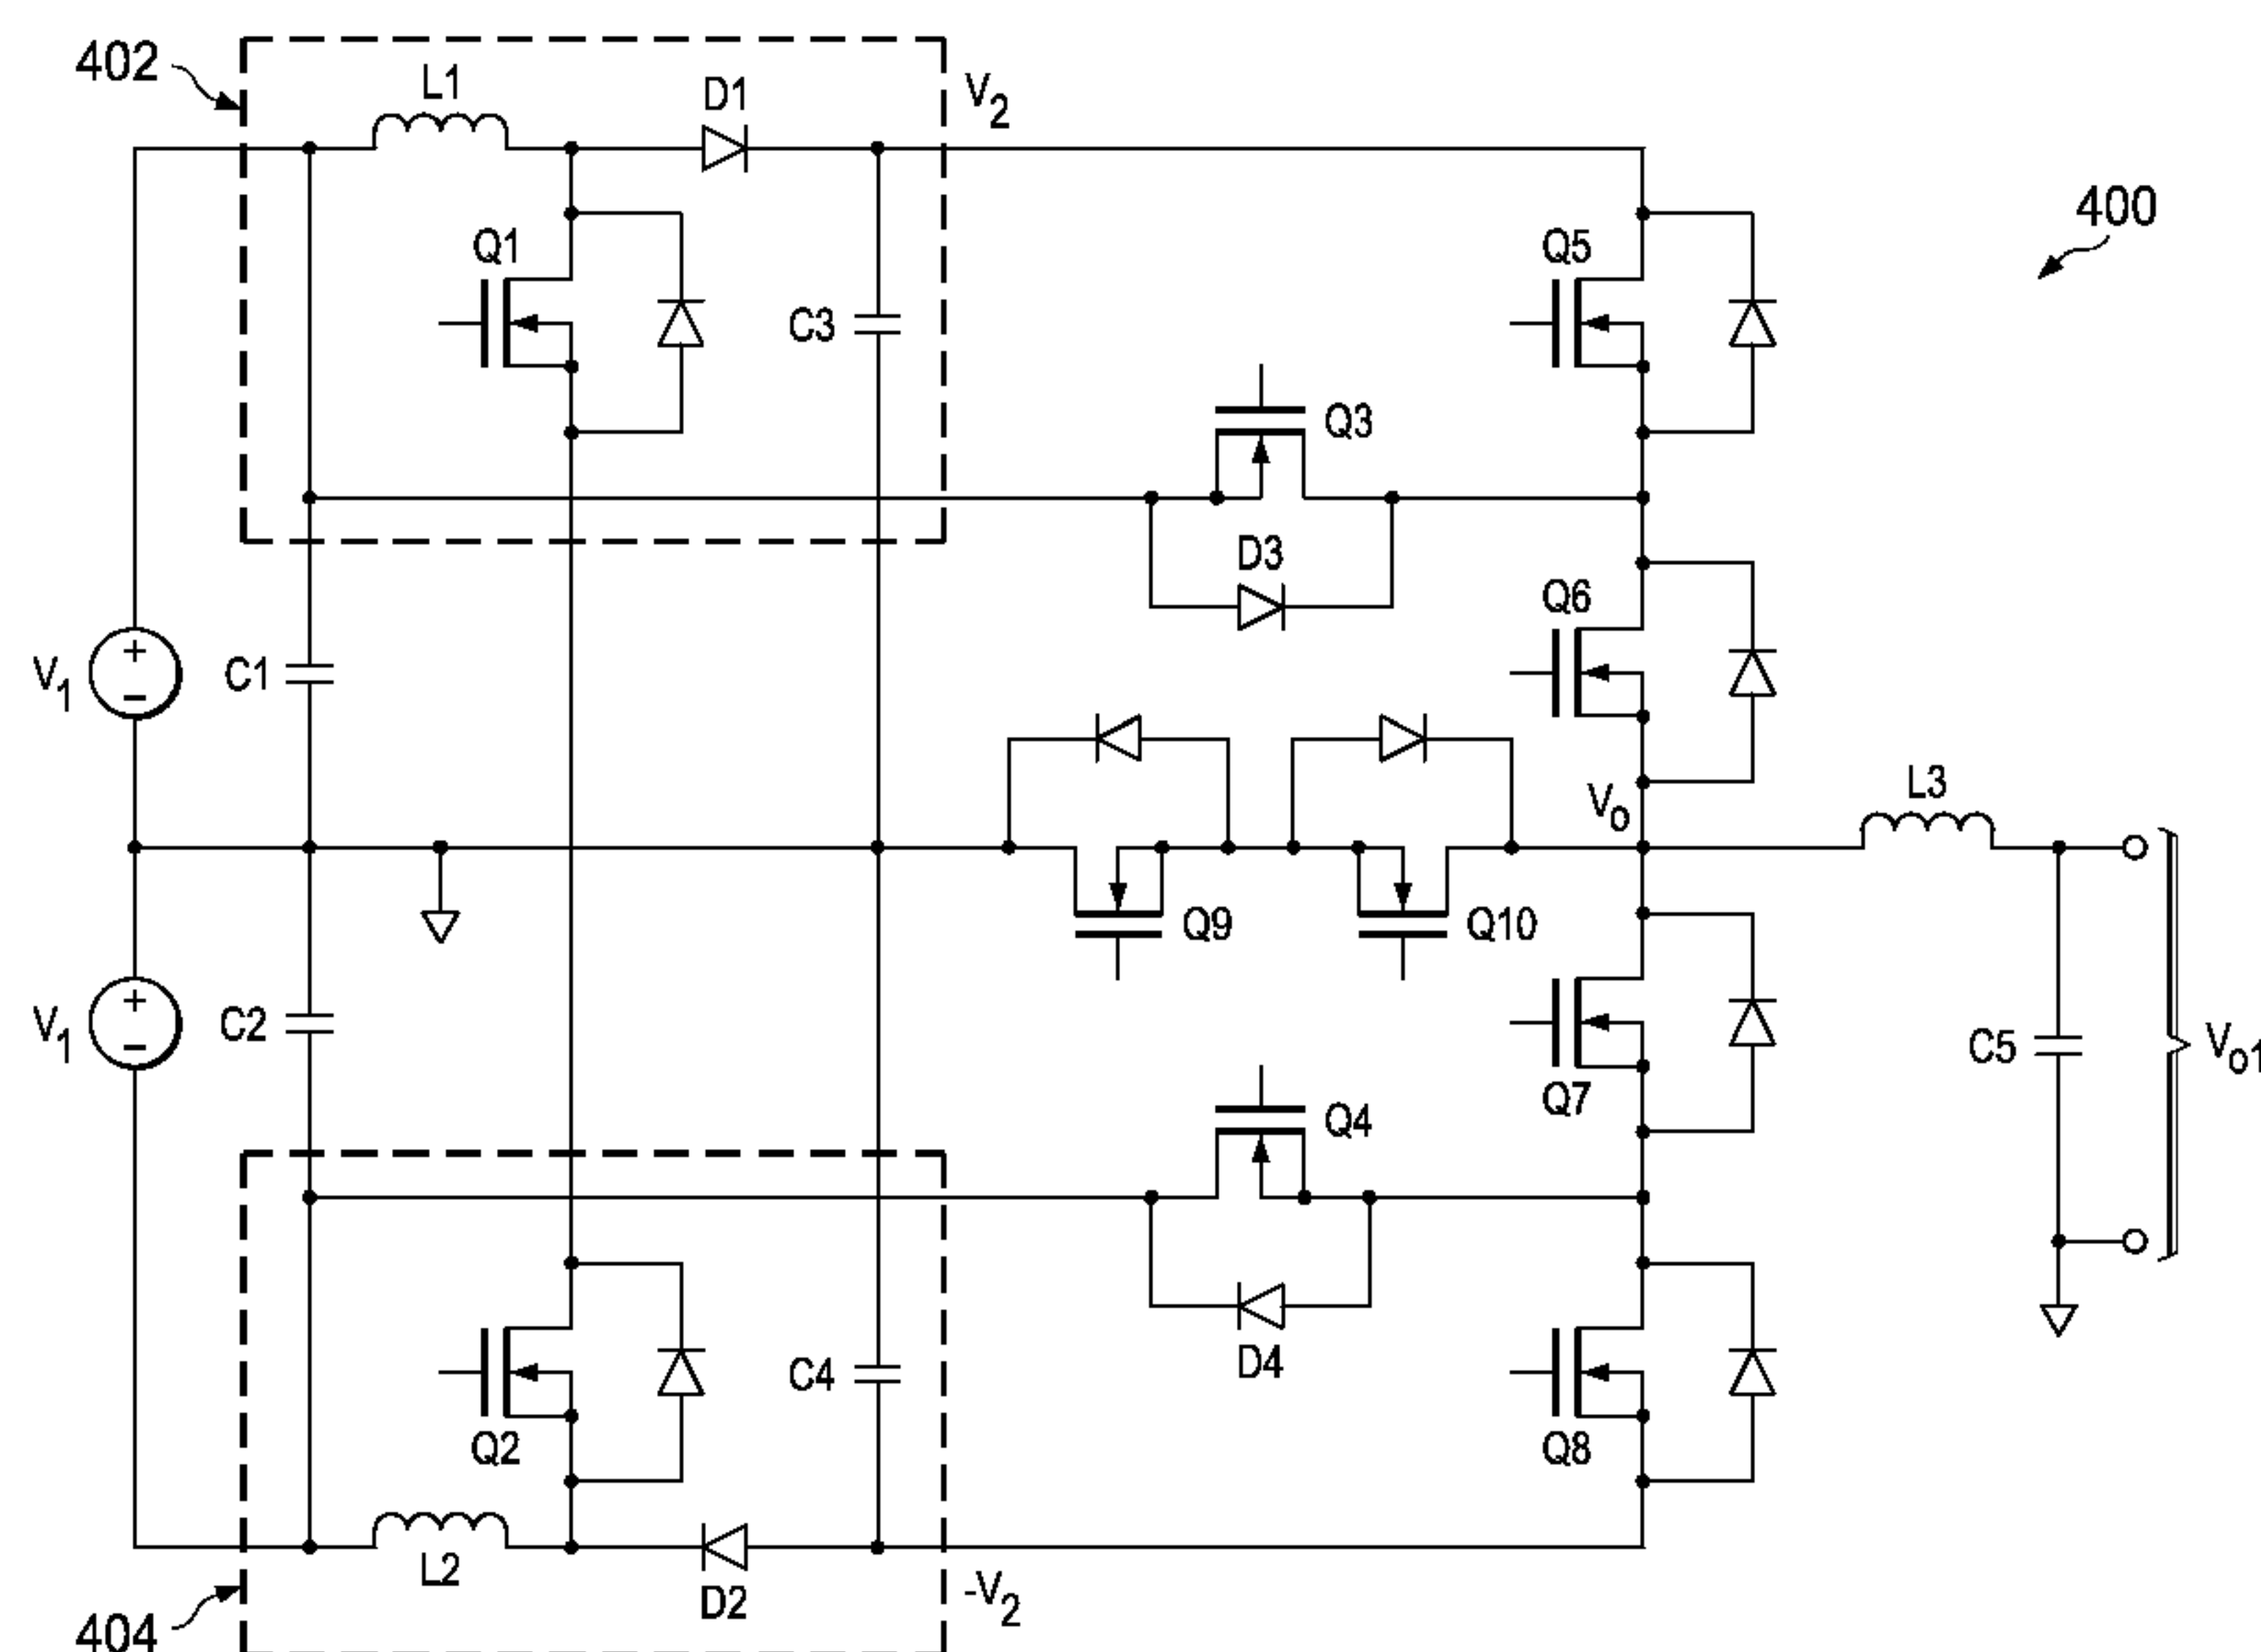 402
L1
D1
V2
400
Q1
Q5
C3
Q3
D3
Q6
V1
+
-
C1
Vo
L3
Q9
Q10
V1
+
-
C2
Q7
C5
Vo1
Q4
D4
C4
Q2
Q8
L2
D2
-V2
404